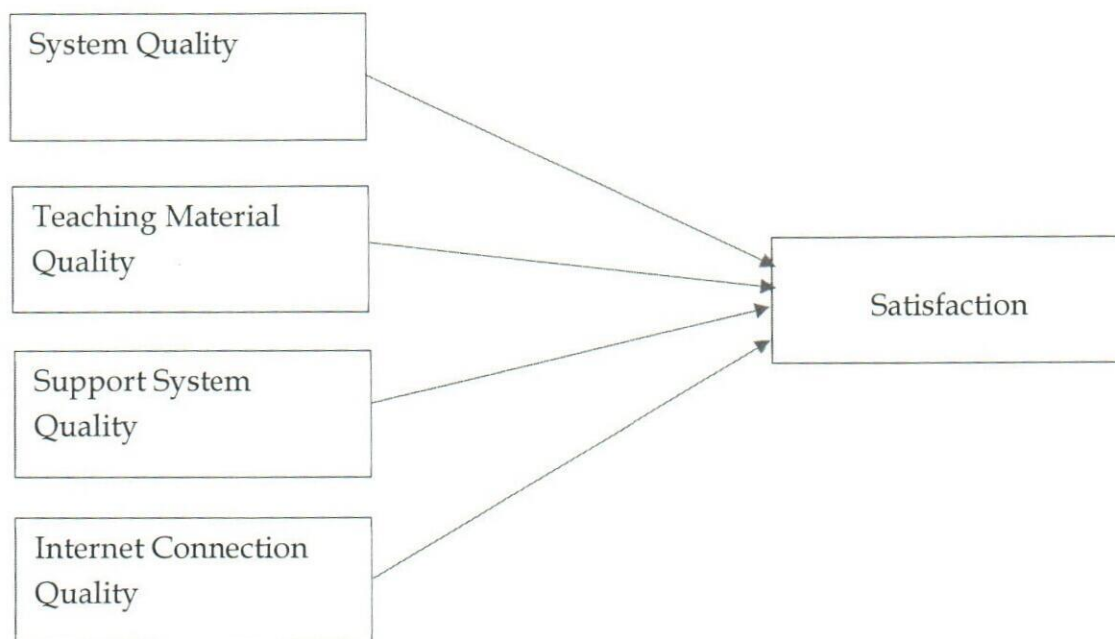 System Quality
Teaching Material
Quality
Satisfaction
Support System
Quality
Internet Connection
Quality